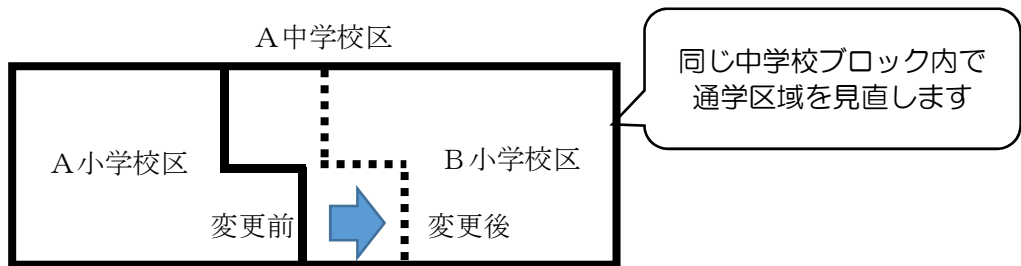 A中学校区
同じ中学校ブロック内で
通学区域を見直します
A小学校区
B小学校区
変更前
変更後